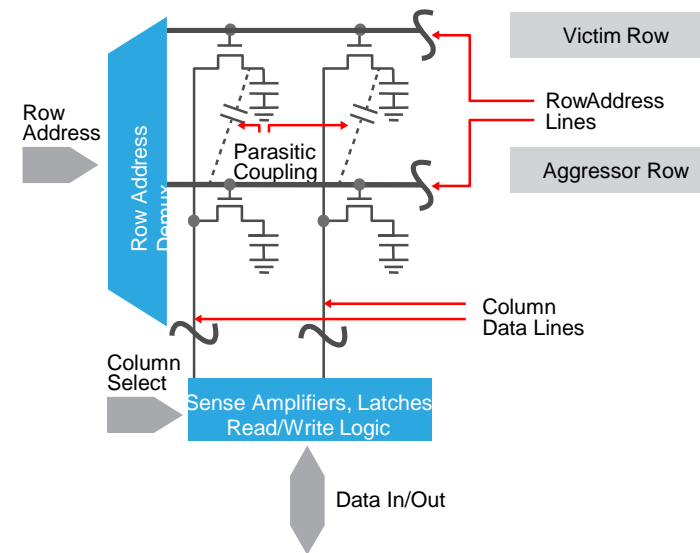 Victim Row
Row
Address
RowAddress
Lines
Parasitic
Coupling
Aggressor Row
Row Address
Demux
Column
Data Lines
Column
Select
Sense Amplifiers, Latches
Read/Write Logic
Data In/Out